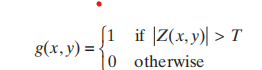 g(x, y) = { 1 if |Z(x, y)| > T
0 otherwise